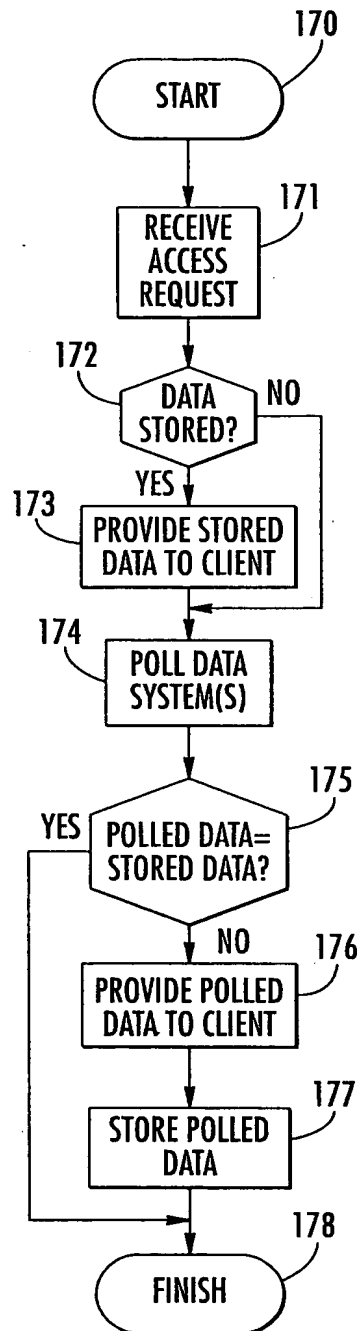 170
START
171
RECEIVE
ACCESS
REQUEST
172
DATA
STORED?
NO
YES
173
PROVIDE STORED
DATA TO CLIENT
174
POLL DATA
SYSTEM(S)
175
YES
POLLED DATA=
STORED DATA?
NO
176
PROVIDE POLLED
DATA TO CLIENT
177
STORE POLLED
DATA
178
FINISH